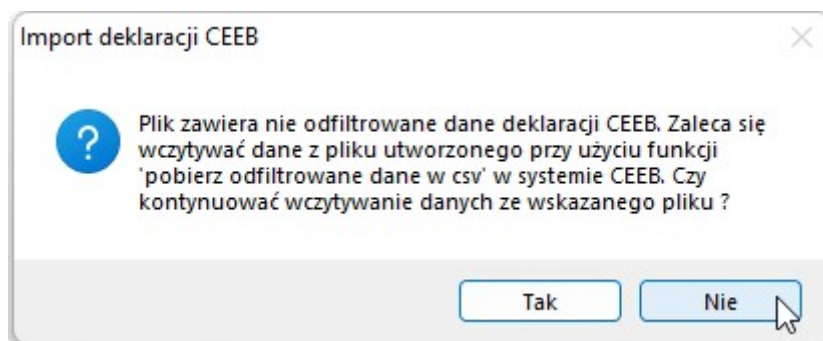 Import deklaracji CEEB
Plik zawiera nie odfiltrowane dane deklaracji CEEB. Zaleca się
wczytywać dane z pliku utworzonego przy użyciu funkcji
'pobierz odfiltrowane dane w csv' w systemie CEEB. Czy
kontynuować wczytywanie danych ze wskazanego pliku ?
Tak
Nie